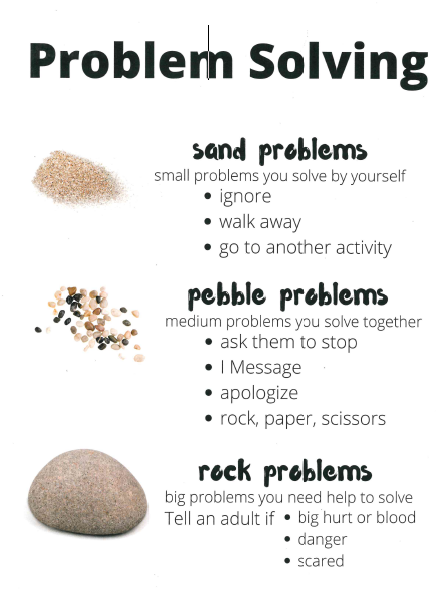 Problem Solving
sand problems
small problems you solve by yourself
• ignore
• walk away
• go to another activity
pebble problems
medium problems you solve together
• ask them to stop
• I Message
• apologize
• rock, paper, scissors
rock problems
big problems you need help to solve
Tell an adult if • big hurt or blood
• danger
• scared